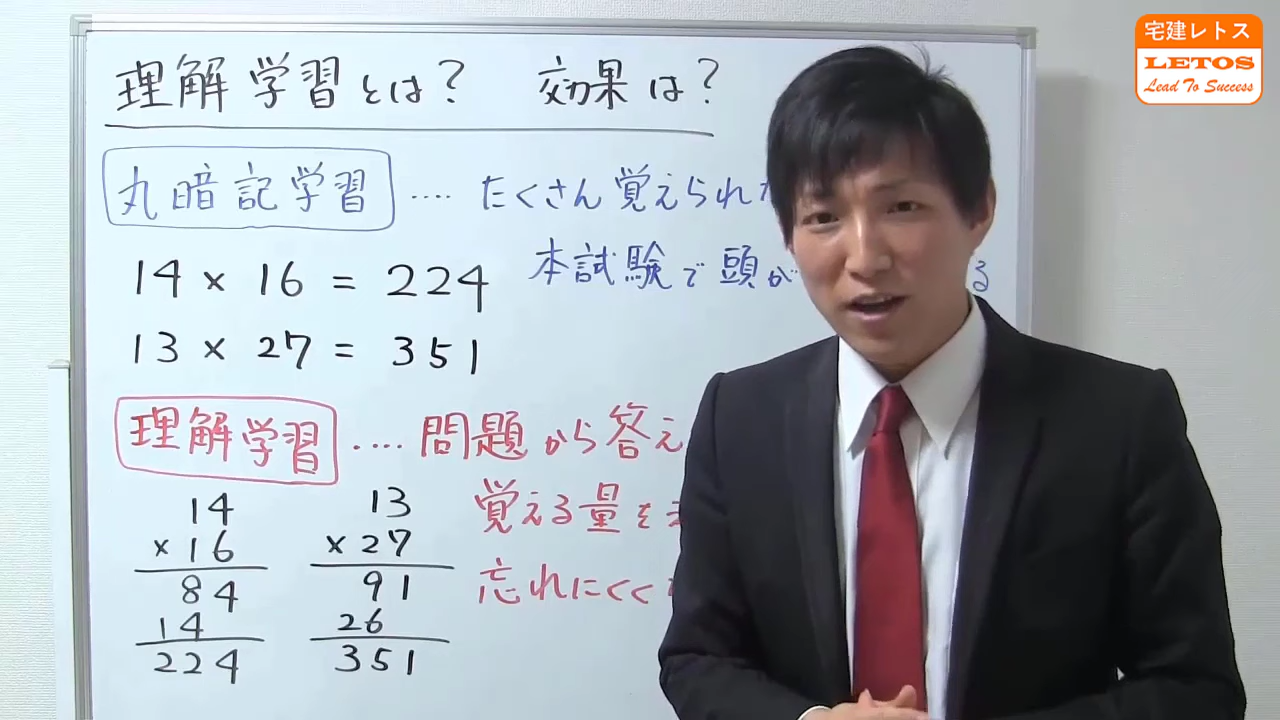 宅建レトス
LETOS
Lead To Success
理解学習とは? 効果は?
丸暗記学習 ‥‥ たくさん覚えられ
14 × 16 = 224
本試験で頭が
る
13 × 27 = 351
理解学習 ‥‥ 問題から答え
覚える量を
忘れにくく
14
× 16
84
14
224
13
× 27
91
26
351